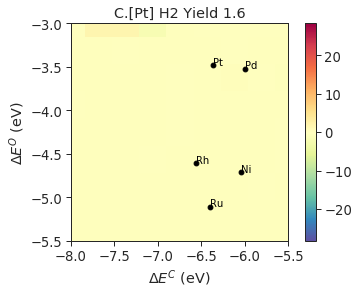 C.[Pt] H2 Yield 1.6
−3.0
−3.5
−4.0
−4.5
−5.0
−5.5
ΔE^O (eV)
Pt
Pd
Rh
Ni
Ru
−8.0 −7.5 −7.0 −6.5 −6.0 −5.5
ΔE^C (eV)
20
10
0
−10
−20